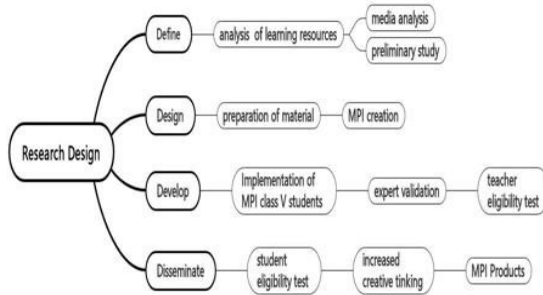 Research Design
Define
analysis of learning resources
media analysis
preliminary study
Design
preparation of material
MPI creation
Develop
Implementation of
MPI class V students
expert validation
teacher
eligibility test
Disseminate
student
eligibility test
increased
creative tinking
MPI Products